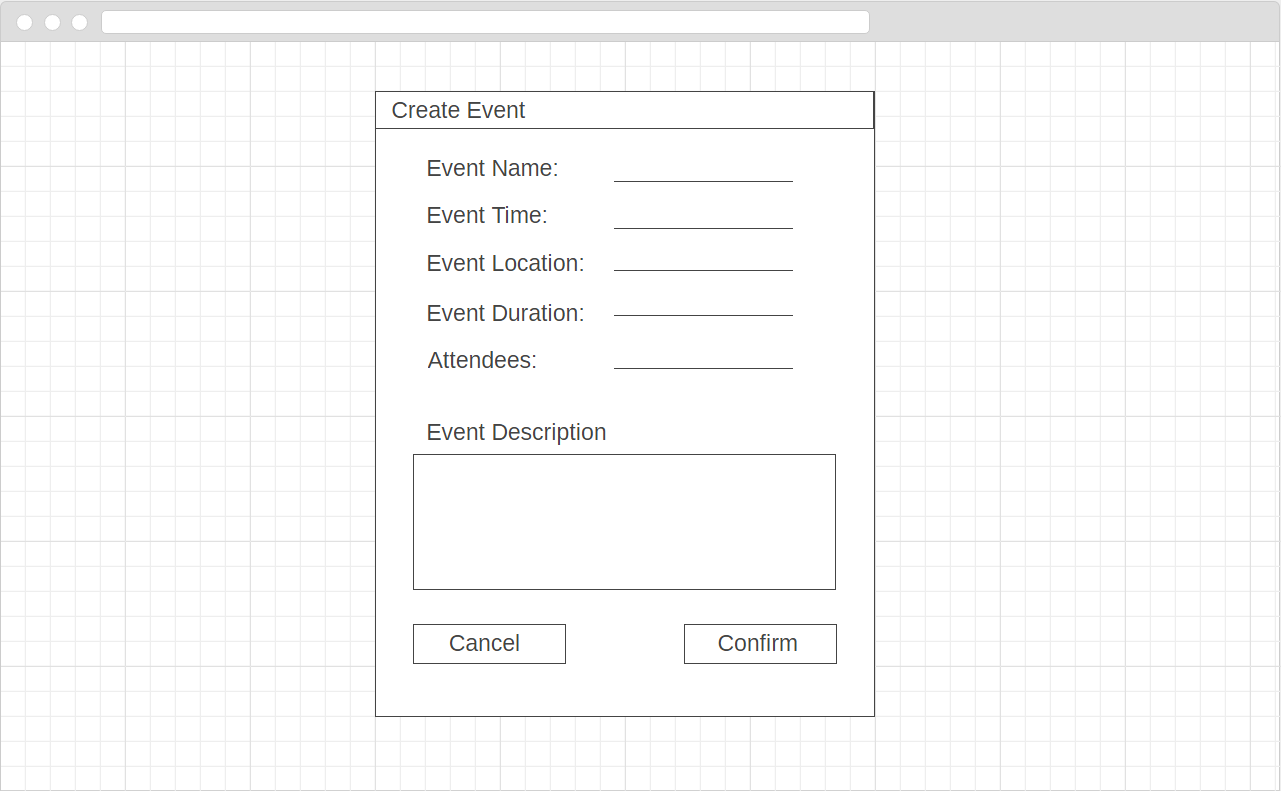 Create Event
Event Name:
Event Time:
Event Location:
Event Duration:
Attendees:
Event Description
Cancel
Confirm